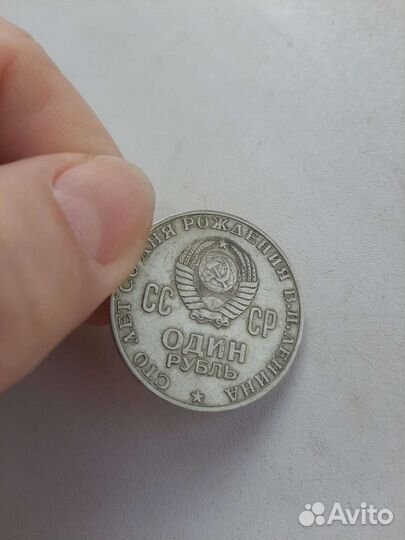 СТО ЛЕТ СО ДНЯ РОЖДЕНИЯ В.И.ЛЕНИНА
СС СР
ОДИН
РУБЛЬ
Avito